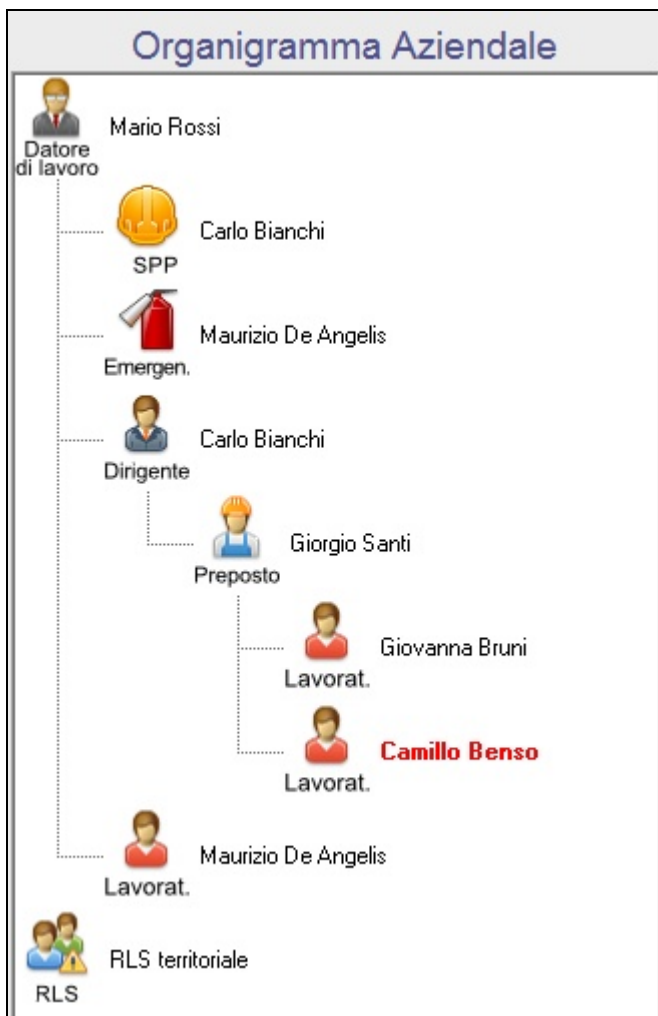 Organigramma Aziendale
Mario Rossi
Datore
di lavoro
Carlo Bianchi
SPP
Maurizio De Angelis
Emergen.
Carlo Bianchi
Dirigente
Giorgio Santi
Preposto
Giovanna Bruni
Lavorat.
Camillo Benso
Lavorat.
Maurizio De Angelis
Lavorat.
RLS territoriale
RLS